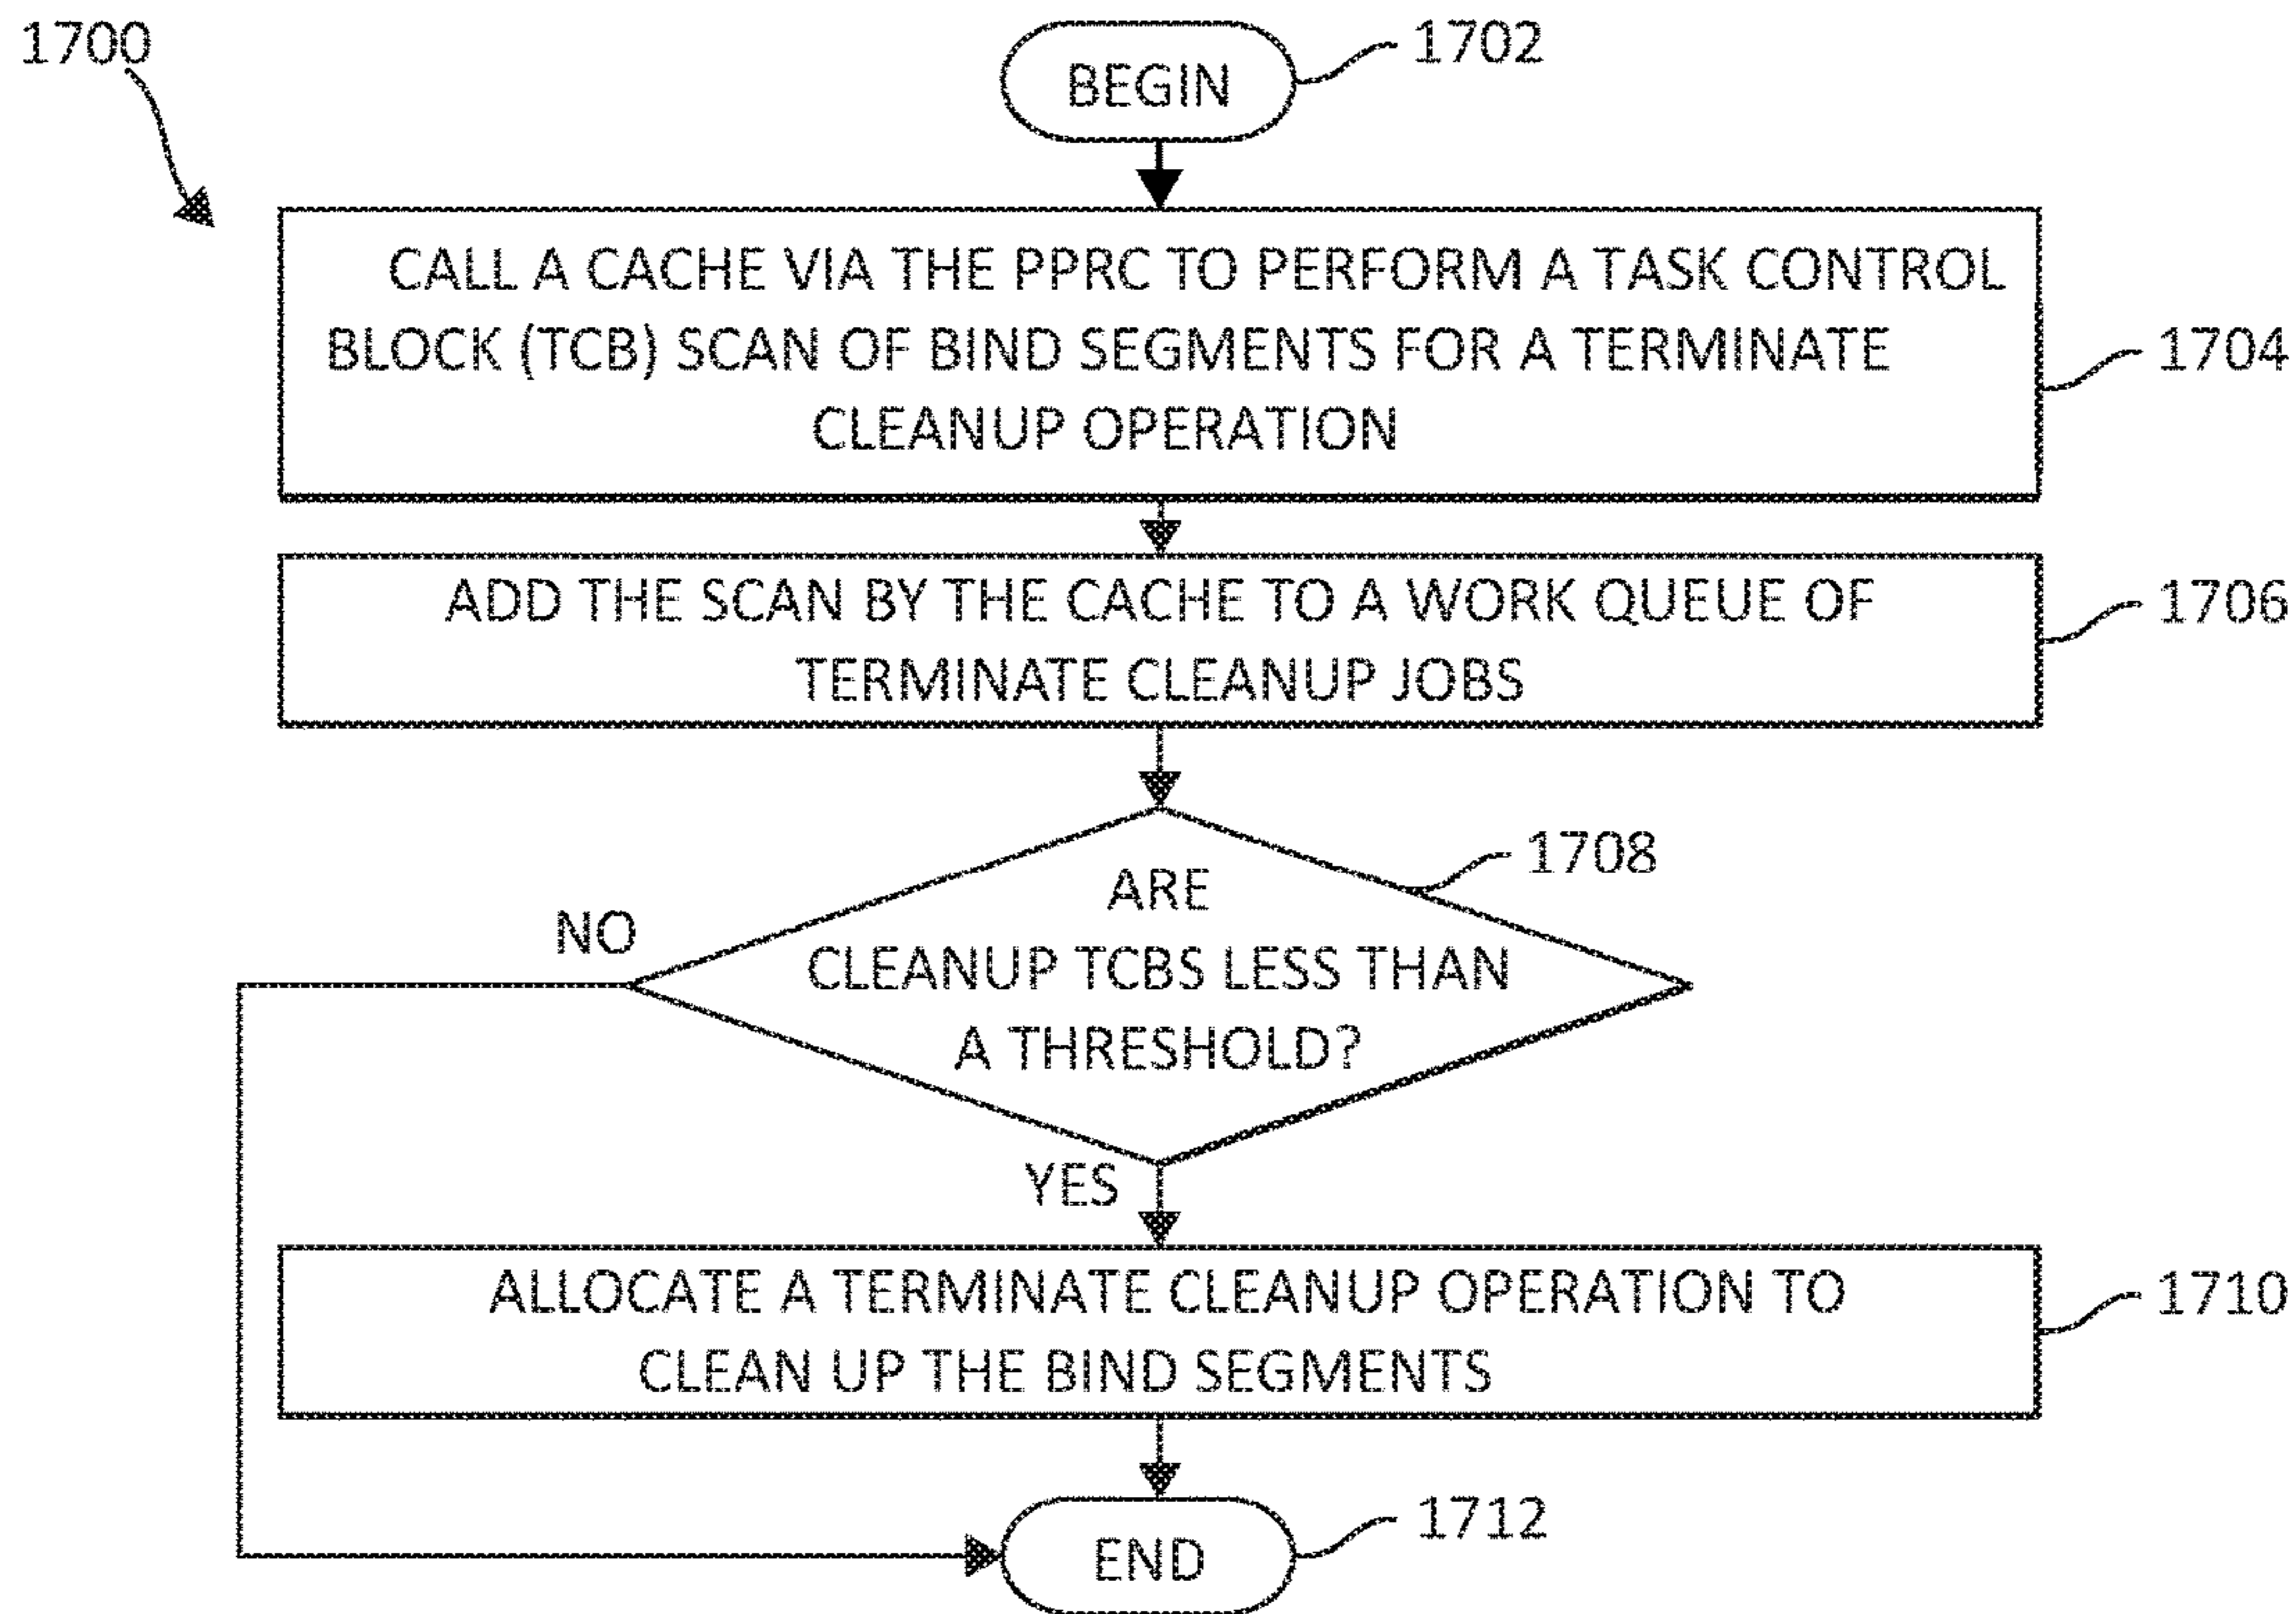 1700
BEGIN
1702
CALL A CACHE VIA THE PPRC TO PERFORM A TASK CONTROL
BLOCK (TCB) SCAN OF BIND SEGMENTS FOR A TERMINATE
CLEANUP OPERATION
1704
ADD THE SCAN BY THE CACHE TO A WORK QUEUE OF
TERMINATE CLEANUP JOBS
1706
ARE
CLEANUP TCBS LESS THAN
A THRESHOLD?
1708
NO
YES
ALLOCATE A TERMINATE CLEANUP OPERATION TO
CLEAN UP THE BIND SEGMENTS
1710
END
1712